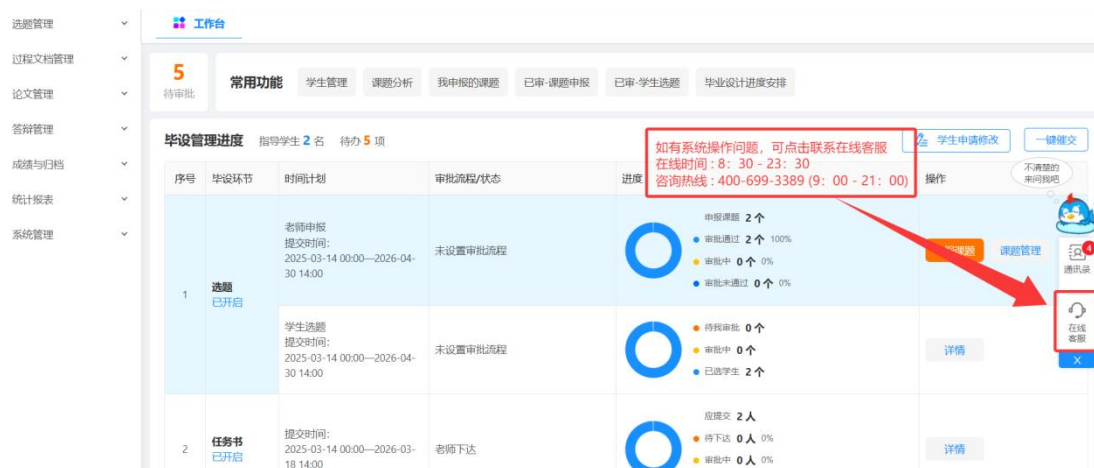 选题管理
工作台
过程文档管理
5
待审批
常用功能
学生管理
课题分析
我申报的课题
已审-课题申报
已审-学生选题
毕业设计进度安排
论文管理
答辩管理
成绩与归档
统计报表
系统管理
毕设管理进度
指导学生 2 名
待办 5 项
如有系统操作问题，可点击联系在线客服
在线时间：8：30 - 23：30
咨询热线：400-699-3389 (9：00 - 21：00)
学生申请修改
一键催交
不清楚的
来问我吧
序号
毕设环节
时间计划
审批流程/状态
进度
操作
1
选题
已开启
老师申报
提交时间：
2025-03-14 00:00—2026-04-
30 14:00
未设置审批流程
申报课题 2 个
审批通过 2 个 100%
审批中 0 个 0%
审批未通过 0 个 0%
课题
课题管理
4
通讯录
在线
客服
X
学生选题
提交时间：
2025-03-14 00:00—2026-04-
30 14:00
未设置审批流程
待我审批 0 个
审批中 0 个
已选学生 2 个
详情
2
任务书
已开启
提交时间：
2025-03-14 00:00—2026-03-
18 14:00
老师下达
应提交 2 人
待下达 0 人 0%
审批中 0 人 0%
详情